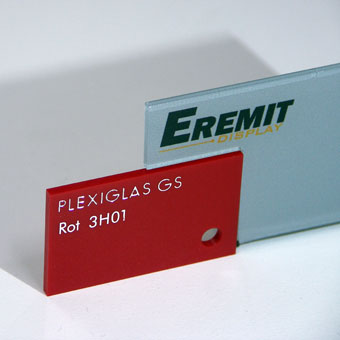 EREMIT
DISPLAY
PLEXIGLAS GS
Rot 3H01